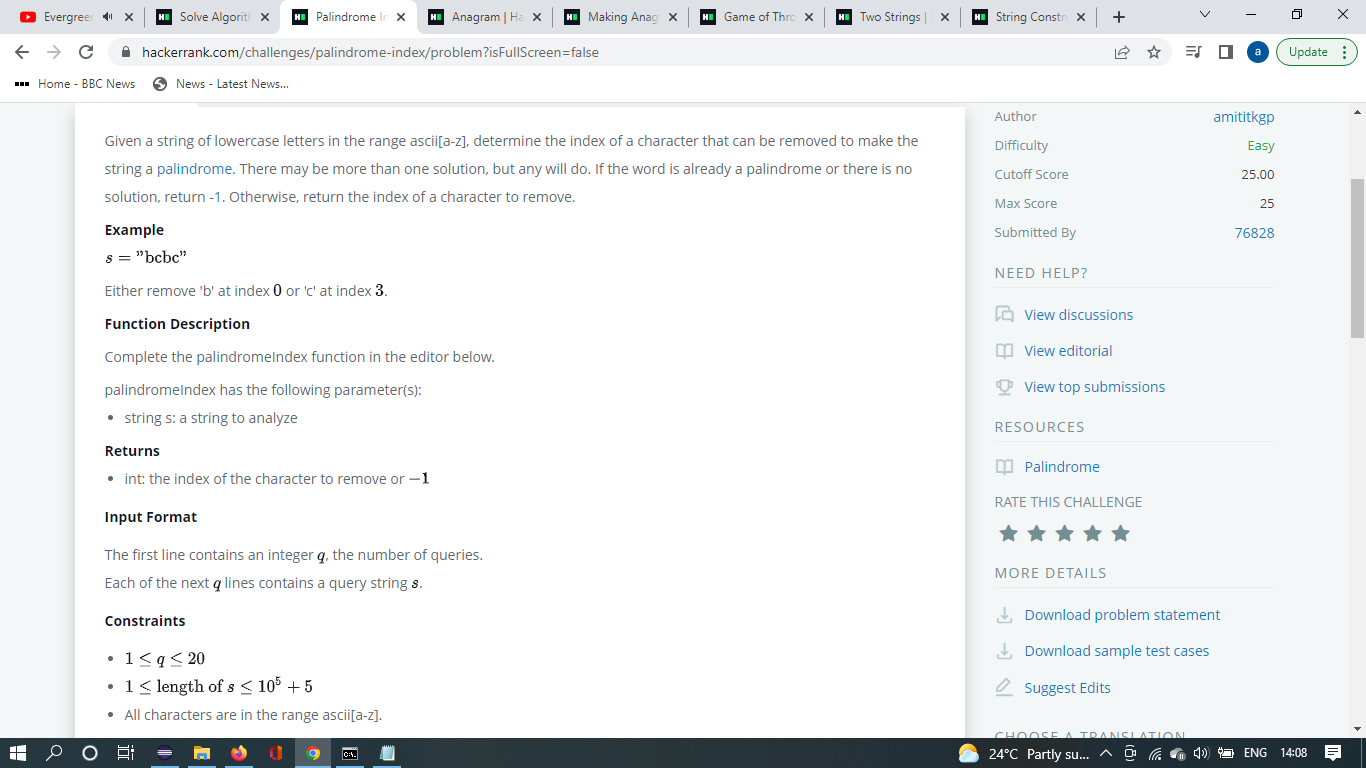 Evergreen
Solve Algorith
Palindrome In
Anagram | Ha
Making Anag
Game of Thro
Two Strings |
String Constr
hackerrank.com/challenges/palindrome-index/problem?isFullScreen=false
a
Update
Home - BBC News
News - Latest News...
Given a string of lowercase letters in the range ascii[a-z], determine the index of a character that can be removed to make the
string a palindrome. There may be more than one solution, but any will do. If the word is already a palindrome or there is no
solution, return -1. Otherwise, return the index of a character to remove.
Example
s = ”bcbc”
Either remove 'b' at index 0 or 'c' at index 3.
Function Description
Complete the palindromeIndex function in the editor below.
palindromeIndex has the following parameter(s):
• string s: a string to analyze
Returns
• int: the index of the character to remove or −1
Input Format
The first line contains an integer q, the number of queries.
Each of the next q lines contains a query string s.
Constraints
• 1 ≤ q ≤ 20
• 1 ≤ length of s ≤ 10⁵ + 5
• All characters are in the range ascii[a-z].
Author amititkgp
Difficulty Easy
Cutoff Score 25.00
Max Score 25
Submitted By 76828
NEED HELP?
View discussions
View editorial
View top submissions
RESOURCES
Palindrome
RATE THIS CHALLENGE
MORE DETAILS
Download problem statement
Download sample test cases
Suggest Edits
CHOOSE A TRANSLATION
24°C Partly su...
ENG
14:08